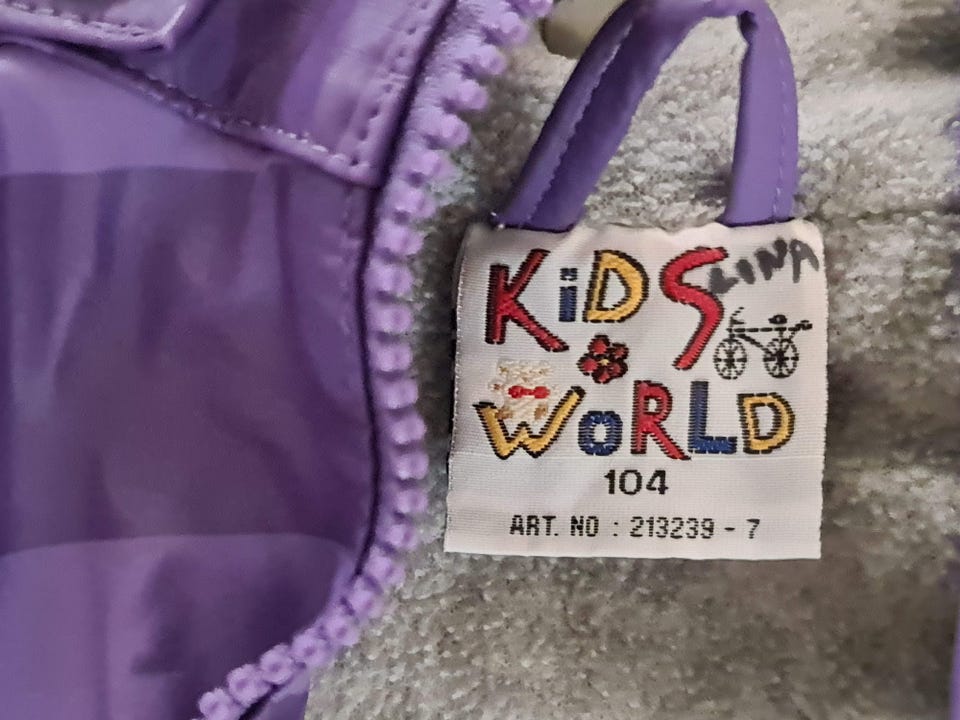 KiDS LINA
WORLD
104
ART. NO : 213239 - 7